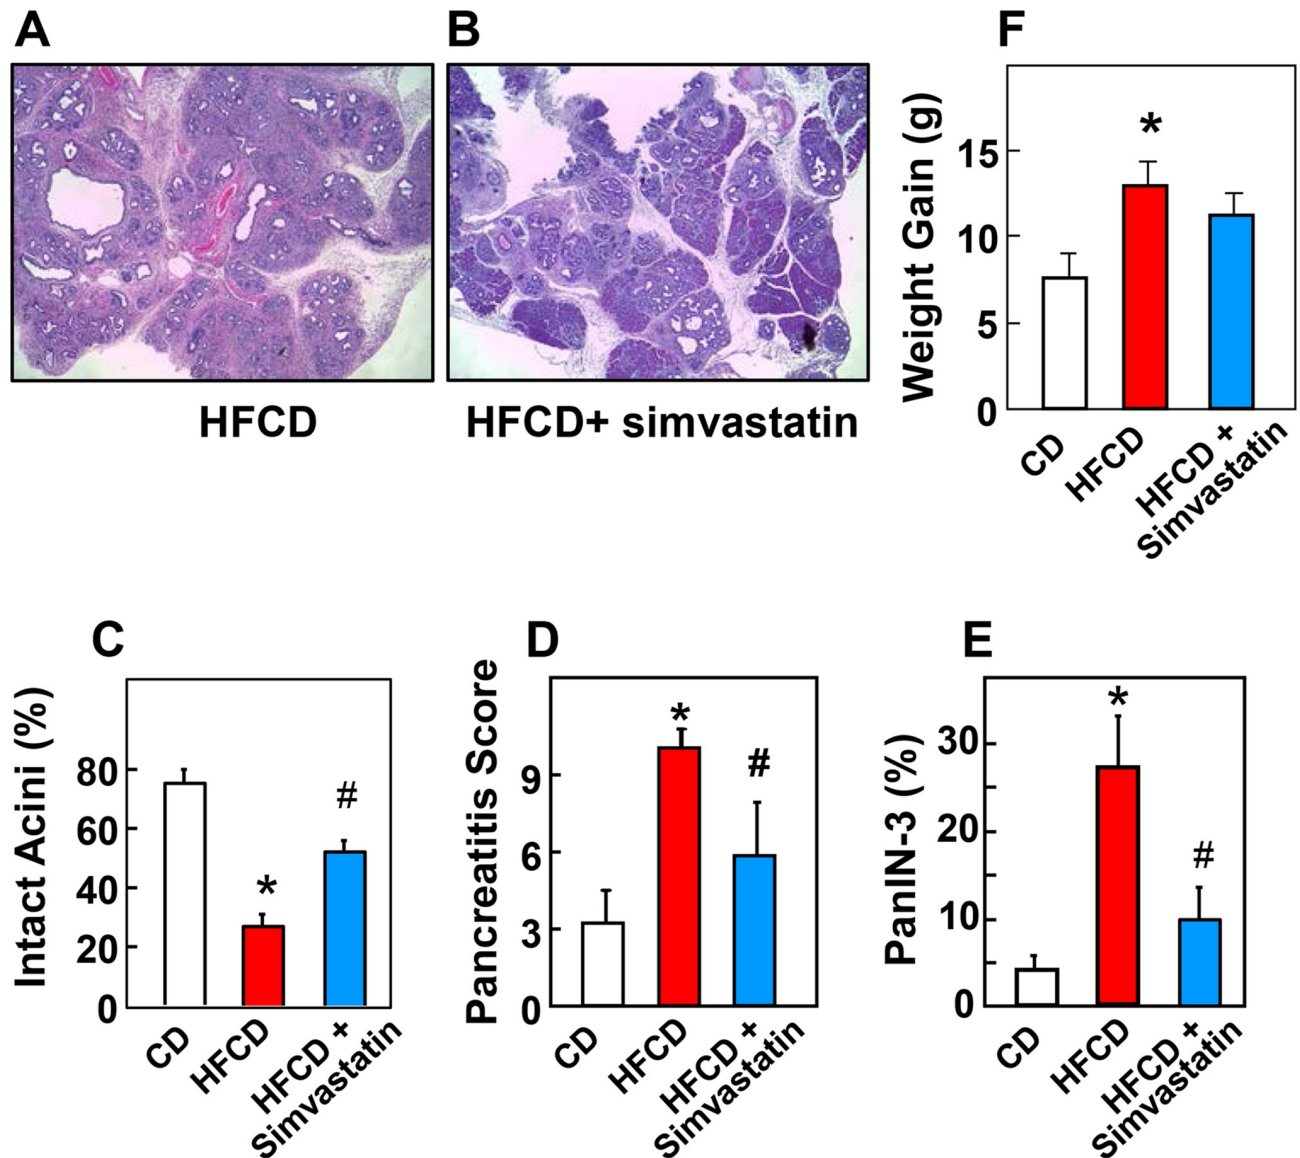 A
B
F
HFCD
HFCD+ simvastatin
Weight Gain (g)
15
10
5
0
*
CD
HFCD
HFCD +
Simvastatin
C
Intact Acini (%)
80
60
40
20
0
*
#
CD
HFCD
HFCD +
Simvastatin
D
Pancreatitis Score
9
6
3
0
*
#
CD
HFCD
HFCD +
Simvastatin
E
PanIN-3 (%)
30
20
10
0
*
#
CD
HFCD
HFCD +
Simvastatin